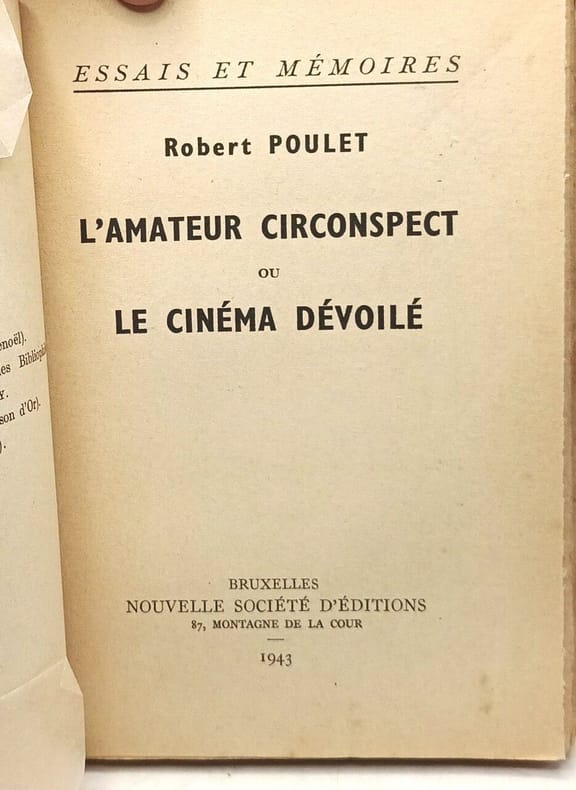 ESSAIS ET MÉMOIRES
Robert POULET
L'AMATEUR CIRCONSPECT
OU
LE CINÉMA DÉVOILÉ
BRUXELLES
NOUVELLE SOCIÉTÉ D'ÉDITIONS
87, MONTAGNE DE LA COUR
1943
d'Or).